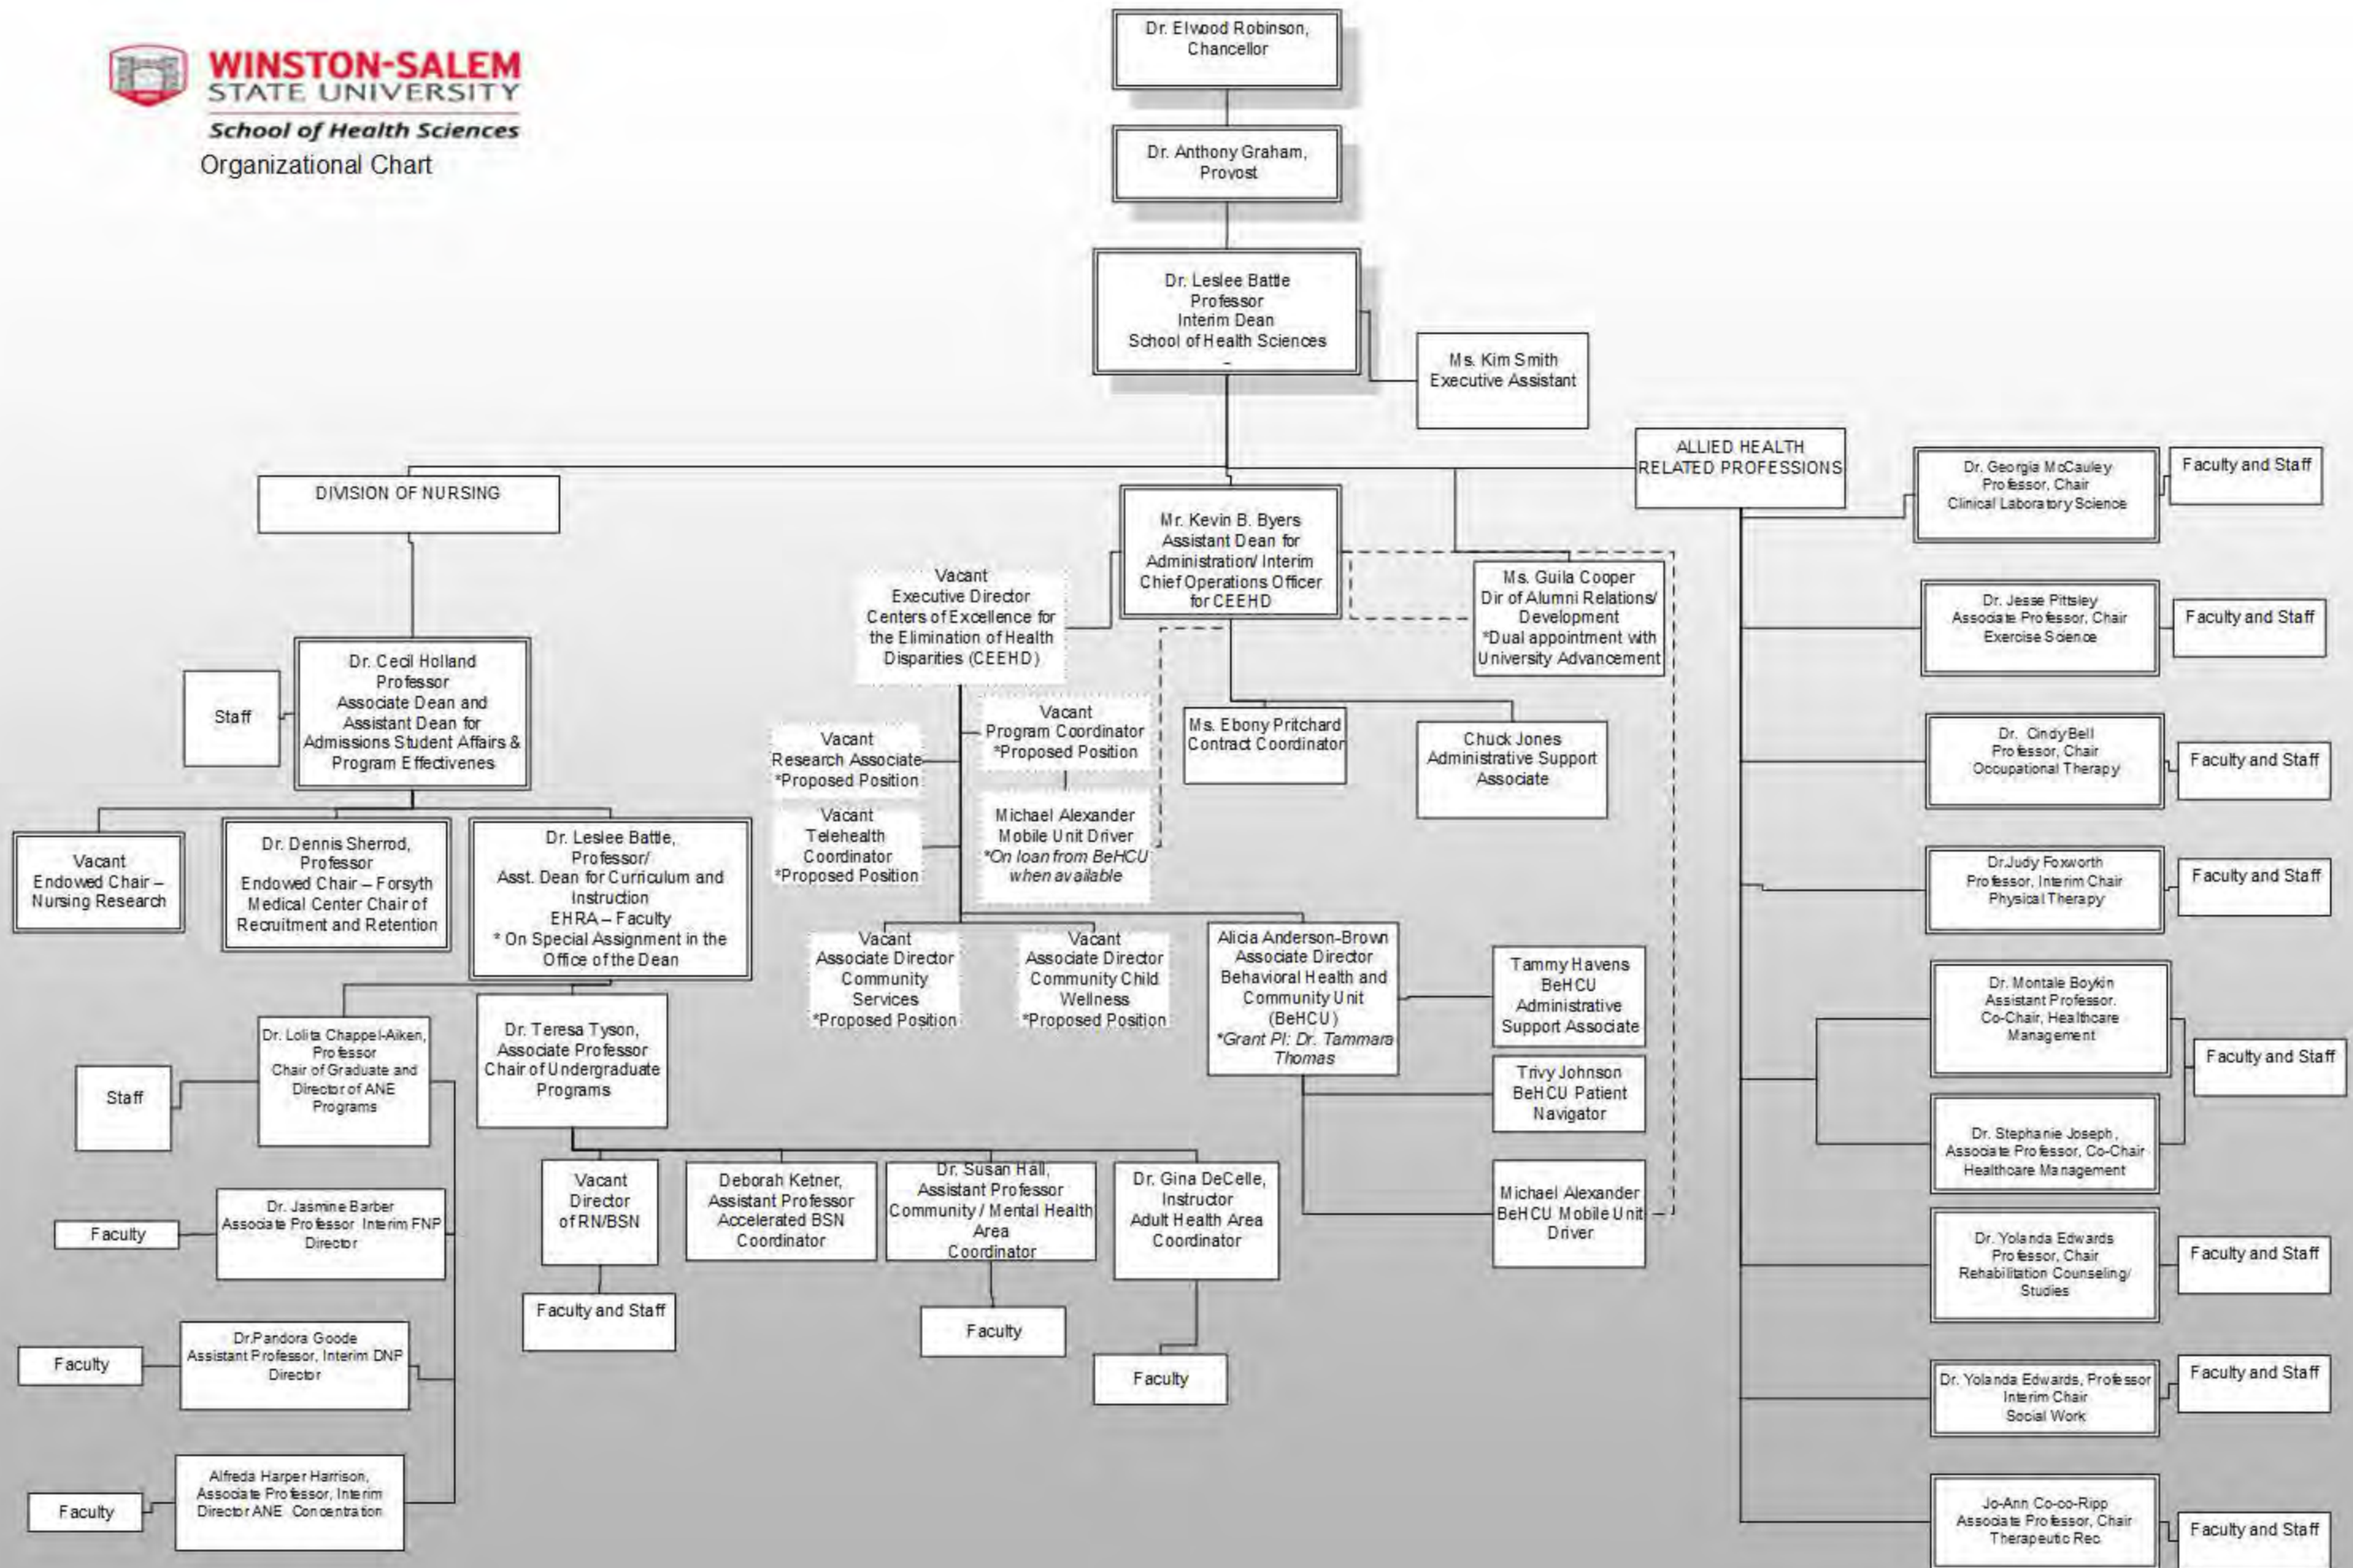 WINSTON-SALEM
STATE UNIVERSITY
School of Health Sciences
Organizational Chart
Dr. Elwood Robinson,
Chancellor
Dr. Anthony Graham,
Provost
Dr. Leslee Battle
Professor
Interim Dean
School of Health Sciences
–
Ms. Kim Smith
Executive Assistant
DIVISION OF NURSING
Dr. Cecil Holland
Professor
Associate Dean and
Assistant Dean for
Admissions Student Affairs &
Program Effectivenes
Staff
Vacant
Endowed Chair –
Nursing Research
Dr. Dennis Sherrod,
Professor
Endowed Chair – Forsyth
Medical Center Chair of
Recruitment and Retention
Dr. Leslee Battle,
Professor/
Asst. Dean for Curriculum and
Instruction
EHRA – Faculty
* On Special Assignment in the
Office of the Dean
Dr. Lolita Chappel-Aiken,
Professor
Chair of Graduate and
Director of ANE
Programs
Staff
Dr. Jasmine Barber
Associate Professor Interim FNP
Director
Faculty
Dr.Pandora Goode
Assistant Professor, Interim DNP
Director
Faculty
Alfreda Harper Harrison,
Associate Professor, Interim
Director ANE Concentration
Faculty
Dr. Teresa Tyson,
Associate Professor
Chair of Undergraduate
Programs
Vacant
Director
of RN/BSN
Faculty and Staff
Deborah Ketner,
Assistant Professor
Accelerated BSN
Coordinator
Dr. Susan Hall,
Assistant Professor
Community / Mental Health
Area
Coordinator
Faculty
Dr. Gina DeCelle,
Instructor
Adult Health Area
Coordinator
Faculty
Mr. Kevin B. Byers
Assistant Dean for
Administration/ Interim
Chief Operations Officer
for CEEHD
Vacant
Executive Director
Centers of Excellence for
the Elimination of Health
Disparities (CEEHD)
Vacant
Program Coordinator
*Proposed Position
Vacant
Research Associate
*Proposed Position
Vacant
Telehealth
Coordinator
*Proposed Position
Michael Alexander
Mobile Unit Driver
*On loan from BeHCU
when available
Ms. Ebony Pritchard
Contract Coordinator
Chuck Jones
Administrative Support
Associate
Ms. Guila Cooper
Dir of Alumni Relations/
Development
*Dual appointment with
University Advancement
Vacant
Associate Director
Community
Services
*Proposed Position
Vacant
Associate Director
Community Child
Wellness
*Proposed Position
Alicia Anderson-Brown
Associate Director
Behavioral Health and
Community Unit
(BeHCU)
*Grant PI: Dr. Tammara
Thomas
Tammy Havens
BeHCU
Administrative
Support Associate
Trivy Johnson
BeHCU Patient
Navigator
Michael Alexander
BeHCU Mobile Unit
Driver
ALLIED HEALTH
RELATED PROFESSIONS
Dr. Georgia McCauley
Professor, Chair
Clinical Laboratory Science
Faculty and Staff
Dr. Jesse Pittsley
Associate Professor, Chair
Exercise Science
Faculty and Staff
Dr. Cindy Bell
Professor, Chair
Occupational Therapy
Faculty and Staff
Dr.Judy Foxworth
Professor, Interim Chair
Physical Therapy
Faculty and Staff
Dr. Montale Boykin
Assistant Professor.
Co-Chair, Healthcare
Management
Dr. Stephanie Joseph,
Associate Professor, Co-Chair
Healthcare Management
Faculty and Staff
Dr. Yolanda Edwards
Professor, Chair
Rehabilitation Counseling/
Studies
Faculty and Staff
Dr. Yolanda Edwards, Professor
Interim Chair
Social Work
Faculty and Staff
Jo-Ann Co-co-Ripp
Associate Professor, Chair
Therapeutic Rec
Faculty and Staff